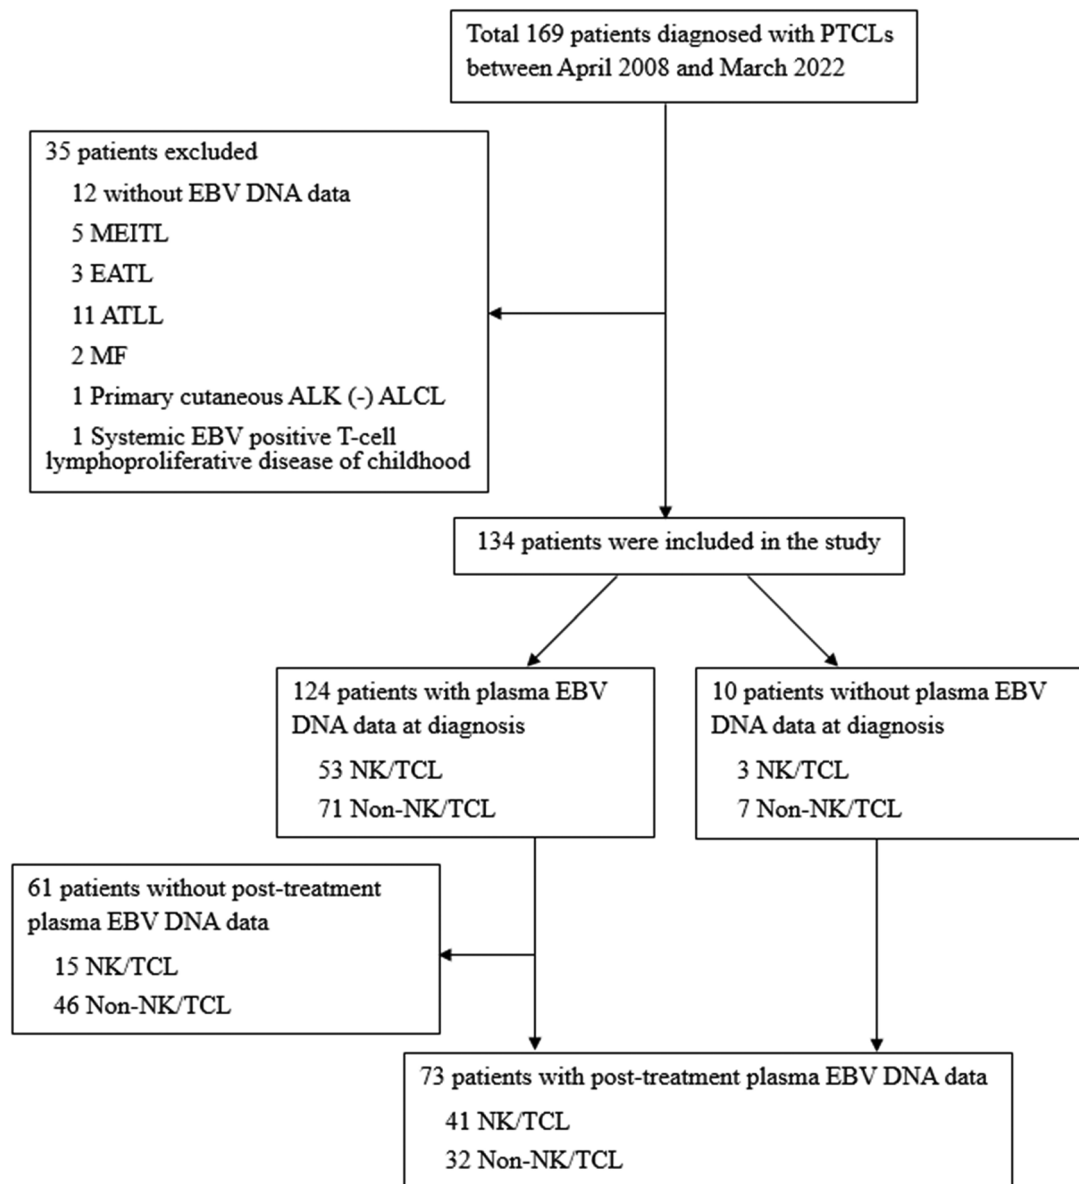 Total 169 patients diagnosed with PTCLs
between April 2008 and March 2022
35 patients excluded
12 without EBV DNA data
5 MEITL
3 EATL
11 ATLL
2 MF
1 Primary cutaneous ALK (-) ALCL
1 Systemic EBV positive T-cell
lymphoproliferative disease of childhood
134 patients were included in the study
124 patients with plasma EBV
DNA data at diagnosis
53 NK/TCL
71 Non-NK/TCL
10 patients without plasma EBV
DNA data at diagnosis
3 NK/TCL
7 Non-NK/TCL
61 patients without post-treatment
plasma EBV DNA data
15 NK/TCL
46 Non-NK/TCL
73 patients with post-treatment plasma EBV DNA data
41 NK/TCL
32 Non-NK/TCL